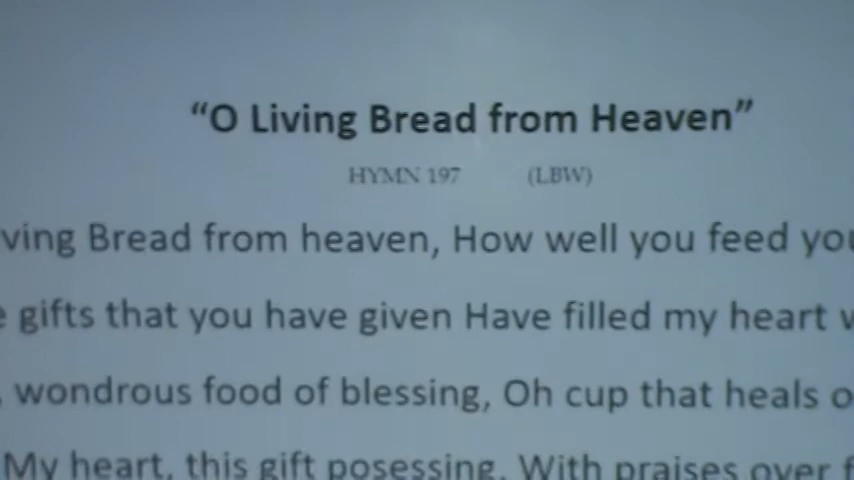 “O Living Bread from Heaven”
HYMN 197 (LBW)
ving Bread from heaven, How well you feed
gifts that you have given Have filled my heart
, wondrous food of blessing, Oh cup that heals
My heart, this gift posessing, With praises over